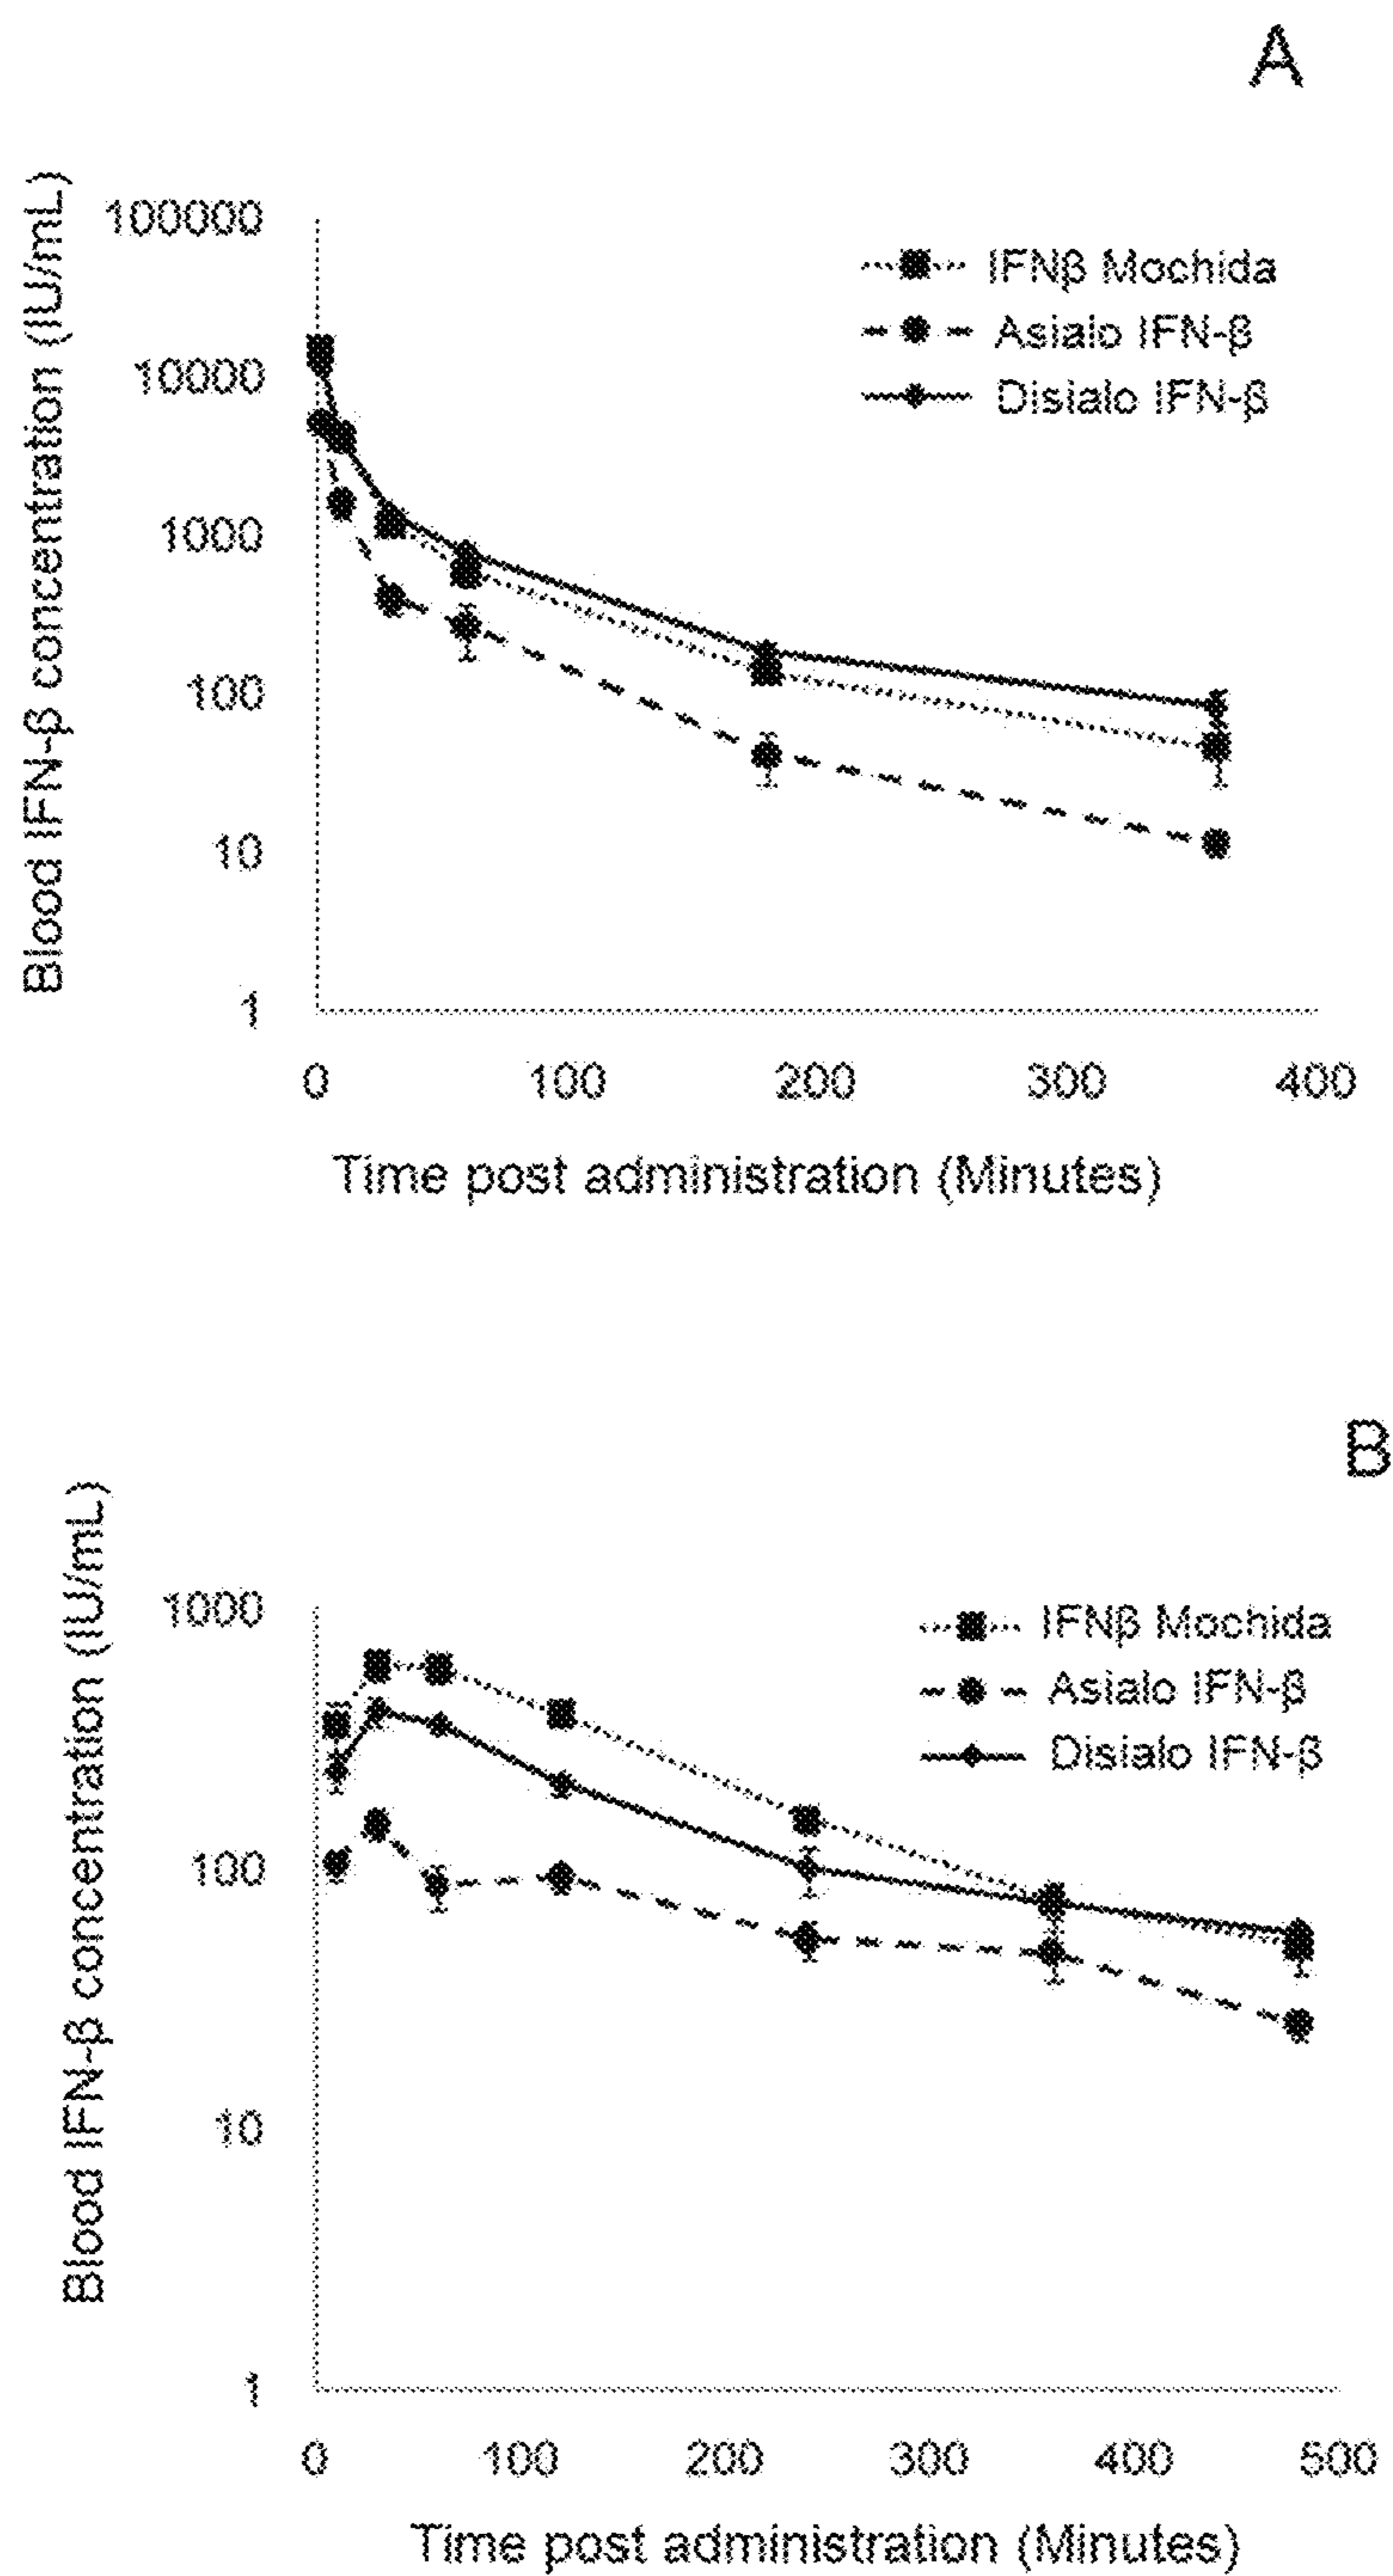 A
Blood IFN-β concentration (IU/mL)
100000
10000
1000
100
10
1
IFNβ Mochida
Asialo IFN-β
Disialo IFN-β
0 100 200 300 400
Time post administration (Minutes)
B
Blood IFN-β concentration (IU/mL)
1000
100
10
1
IFNβ Mochida
Asialo IFN-β
Disialo IFN-β
0 100 200 300 400 500
Time post administration (Minutes)